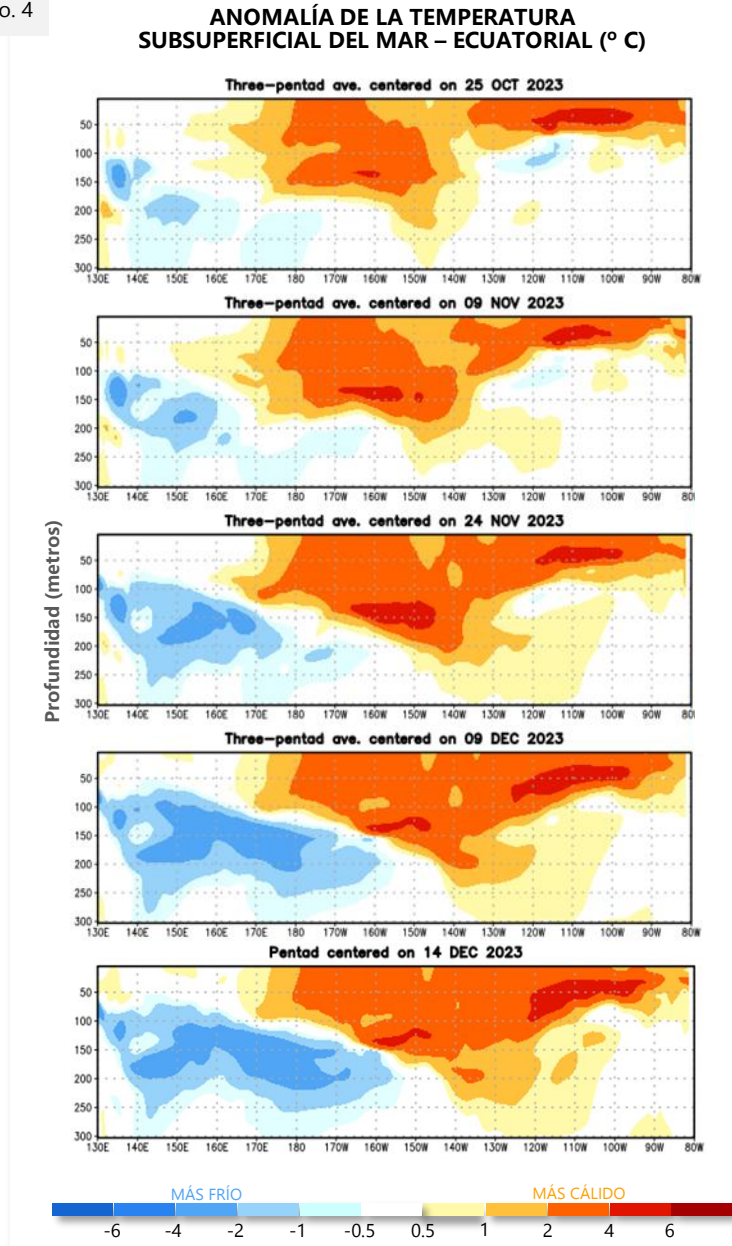 o. 4
ANOMALÍA DE LA TEMPERATURA
SUBSUPERFICIAL DEL MAR – ECUATORIAL (º C)
Profundidad (metros)
Three-pentad ave. centered on 25 OCT 2023
50
100
150
200
250
300
130E 140E 150E 160E 170E 180 170W 160W 150W 140W 130W 120W 110W 100W 90W 80W
Three-pentad ave. centered on 09 NOV 2023
50
100
150
200
250
300
130E 140E 150E 160E 170E 180 170W 160W 150W 140W 130W 120W 110W 100W 90W 80W
Three-pentad ave. centered on 24 NOV 2023
50
100
150
200
250
300
130E 140E 150E 160E 170E 180 170W 160W 150W 140W 130W 120W 110W 100W 90W 80
Three-pentad ave. centered on 09 DEC 2023
50
100
150
200
250
300
130E 140E 150E 160E 170E 180 170W 160W 150W 140W 130W 120W 110W 100W 90W 80W
Pentad centered on 14 DEC 2023
50
100
150
200
250
300
130E 140E 150E 160E 170E 180 170W 160W 150W 140W 130W 120W 110W 100W 90W 80W
MÁS FRÍO MÁS CÁLIDO
-6 -4 -2 -1 -0.5 0.5 1 2 4 6